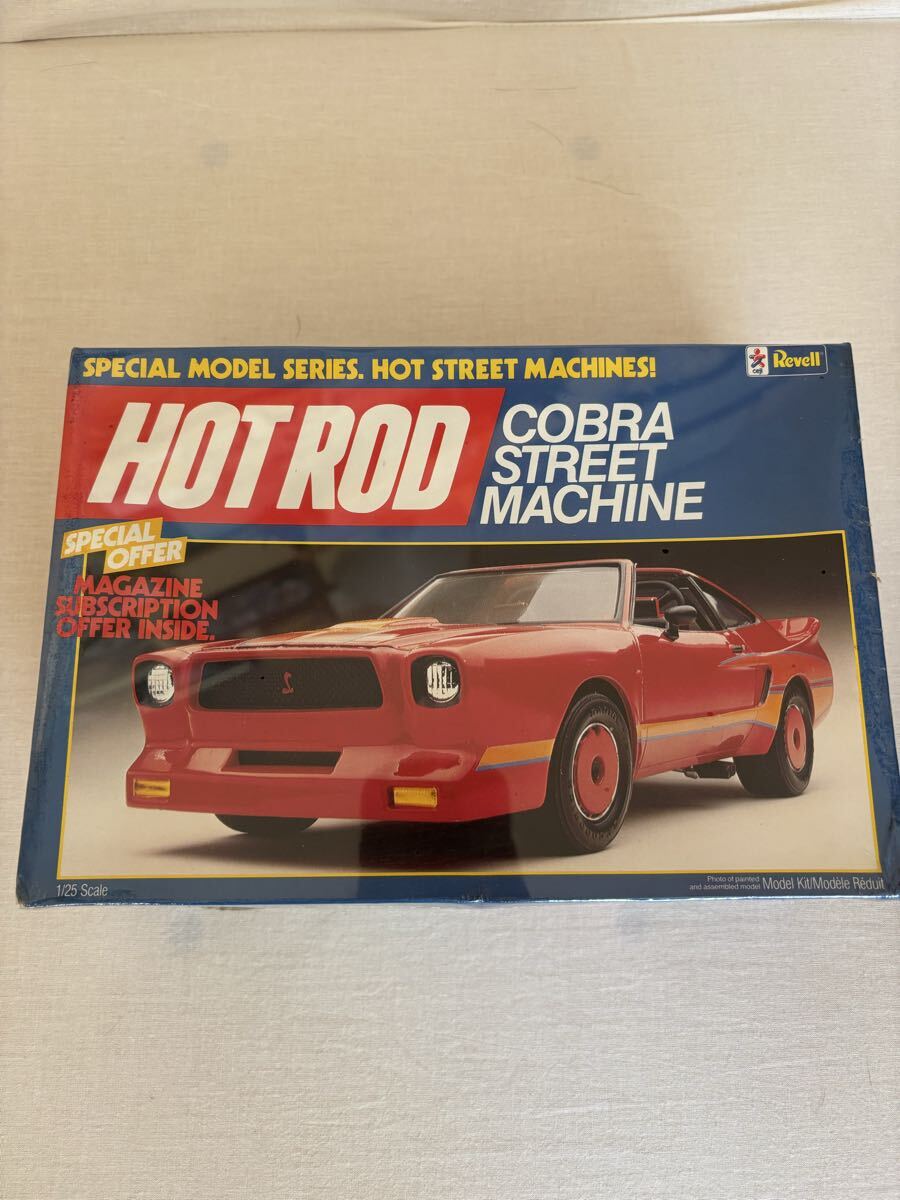 SPECIAL MODEL SERIES. HOT STREET MACHINES!
ceji Revell
HOT ROD
COBRA
STREET
MACHINE
SPECIAL
OFFER
MAGAZINE
SUBSCRIPTION
OFFER INSIDE.
1/25 Scale
Photo of painted
and assembled model
Model Kit/Modèle Réduit